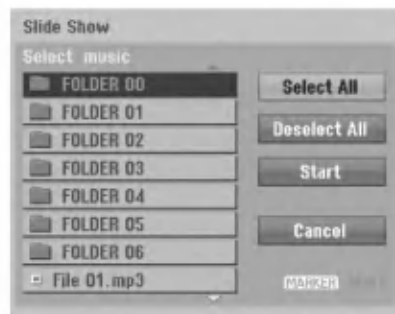 Slide Show
Select music
FOLDER 00
FOLDER 01
FOLDER 02
FOLDER 03
FOLDER 04
FOLDER 05
FOLDER 06
File 01.mp3
Select All
Deselect All
Start
Cancel
MARKER